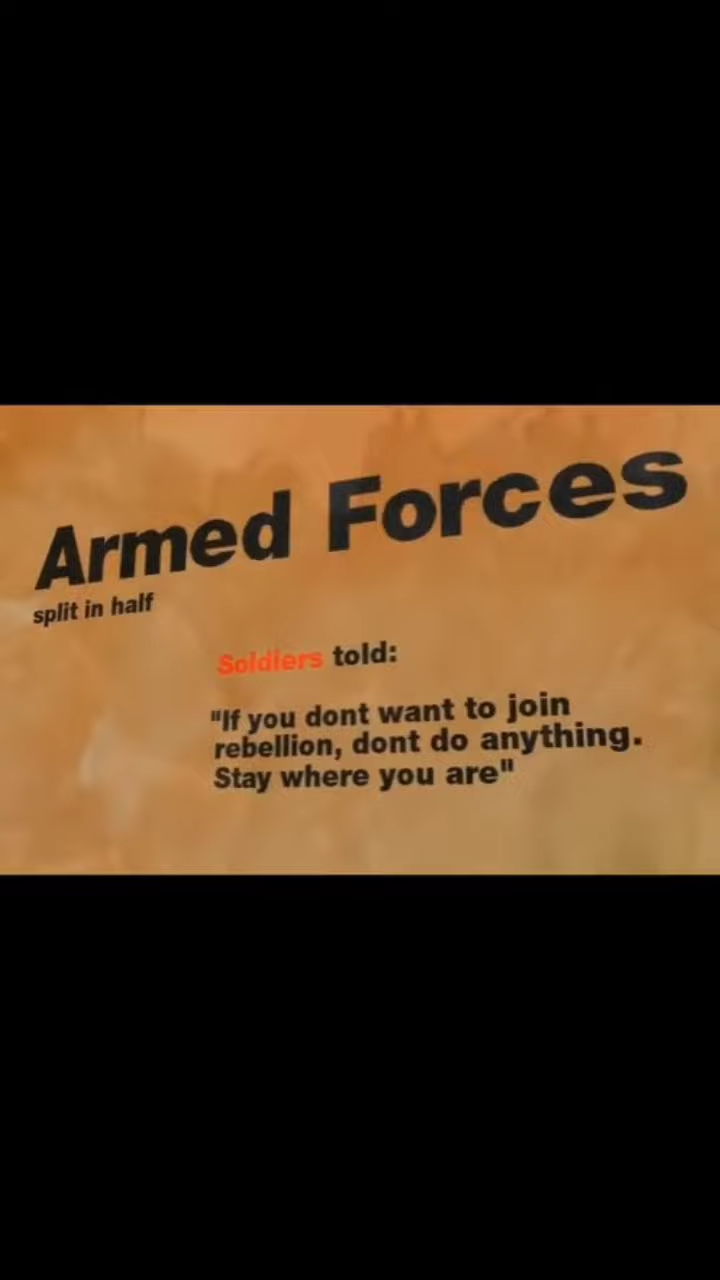 Armed Forces
split in half
Soldiers told:
"If you dont want to join
rebellion, dont do anything.
Stay where you are"